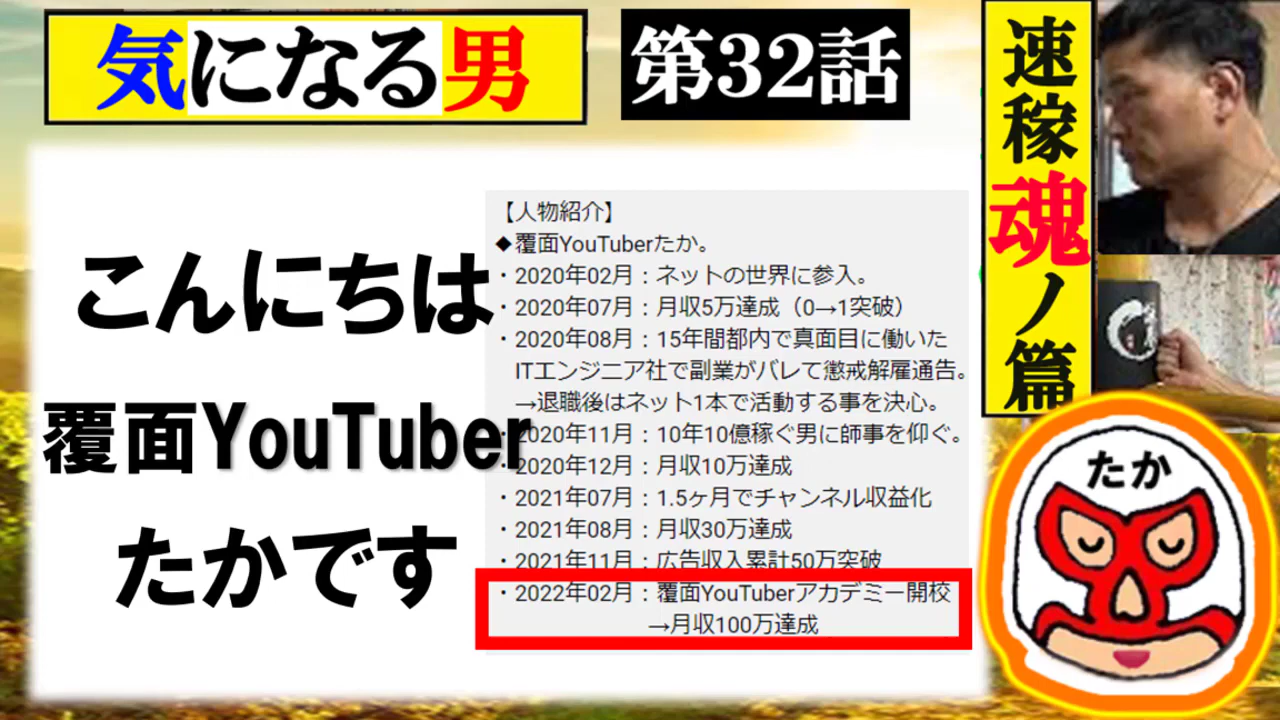 気になる男
第32話
速稼魂ノ篇
こんにちは
覆面YouTuber
たかです
【人物紹介】
◆覆面YouTuberたか。
・2020年02月：ネットの世界に参入。
・2020年07月：月収5万達成（0→1突破）
・2020年08月：15年間都内で真面目に働いた
ITエンジニア社で副業がバレて懲戒解雇通告。
→退職後はネット1本で活動する事を決心。
・2020年11月：10年10億稼ぐ男に師事を仰ぐ。
・2020年12月：月収10万達成
・2021年07月：1.5ヶ月でチャンネル収益化
・2021年08月：月収30万達成
・2021年11月：広告収入累計50万突破
・2022年02月：覆面YouTuberアカデミー開校
→月収100万達成
たか